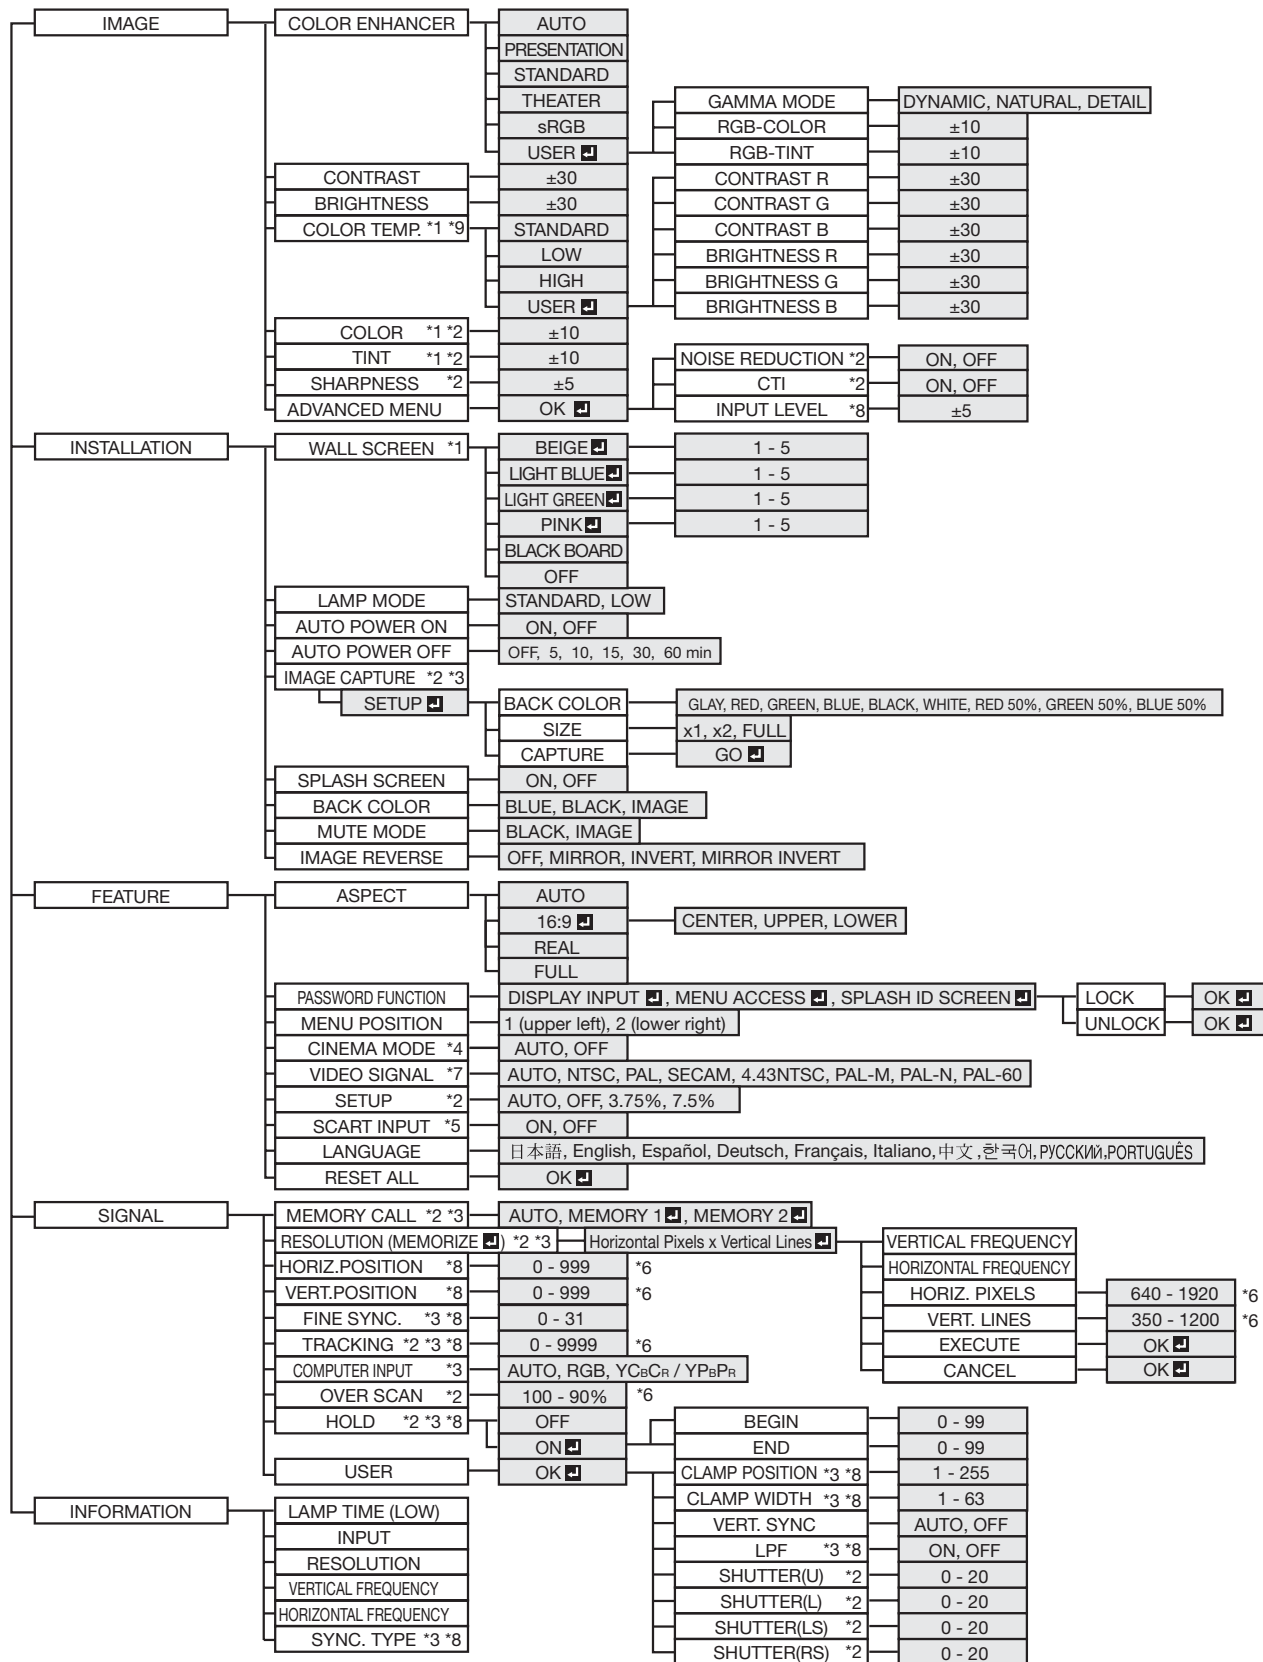 IMAGE COLOR ENHANCER AUTO
PRESENTATION
STANDARD
THEATER GAMMA MODE DYNAMIC, NATURAL, DETAIL
sRGB RGB-COLOR ±10
USER RGB-TINT ±10
CONTRAST ±30 CONTRAST R ±30
BRIGHTNESS ±30 CONTRAST G ±30
COLOR TEMP. *1 *9 STANDARD CONTRAST B ±30
LOW BRIGHTNESS R ±30
HIGH BRIGHTNESS G ±30
USER BRIGHTNESS B ±30
COLOR *1 *2 ±10
TINT *1 *2 ±10 NOISE REDUCTION *2 ON, OFF
SHARPNESS *2 ±5 CTI *2 ON, OFF
ADVANCED MENU OK INPUT LEVEL *8 ±5
INSTALLATION WALL SCREEN *1 BEIGE 1 - 5
LIGHT BLUE 1 - 5
LIGHT GREEN 1 - 5
PINK 1 - 5
BLACK BOARD
OFF
LAMP MODE STANDARD, LOW
AUTO POWER ON ON, OFF
AUTO POWER OFF OFF, 5, 10, 15, 30, 60 min
IMAGE CAPTURE *2 *3
SETUP BACK COLOR GLAY, RED, GREEN, BLUE, BLACK, WHITE, RED 50%, GREEN 50%, BLUE 50%
SIZE x1, x2, FULL
CAPTURE GO
SPLASH SCREEN ON, OFF
BACK COLOR BLUE, BLACK, IMAGE
MUTE MODE BLACK, IMAGE
IMAGE REVERSE OFF, MIRROR, INVERT, MIRROR INVERT
FEATURE ASPECT AUTO
16:9 CENTER, UPPER, LOWER
REAL
FULL
PASSWORD FUNCTION DISPLAY INPUT , MENU ACCESS , SPLASH ID SCREEN LOCK OK
MENU POSITION 1 (upper left), 2 (lower right) UNLOCK OK
CINEMA MODE *4 AUTO, OFF
VIDEO SIGNAL *7 AUTO, NTSC, PAL, SECAM, 4.43NTSC, PAL-M, PAL-N, PAL-60
SETUP *2 AUTO, OFF, 3.75%, 7.5%
SCART INPUT *5 ON, OFF
LANGUAGE 日本語, English, Español, Deutsch, Français, Italiano,中文,한국어,РУССКИЙ,PORTUGUÊS
RESET ALL OK
SIGNAL MEMORY CALL *2 *3 AUTO, MEMORY 1 , MEMORY 2
RESOLUTION (MEMORIZE ) *2 *3 Horizontal Pixels x Vertical Lines VERTICAL FREQUENCY
HORIZ.POSITION *8 0 - 999 *6 HORIZONTAL FREQUENCY
VERT.POSITION *8 0 - 999 *6 HORIZ. PIXELS 640 - 1920 *6
FINE SYNC. *3 *8 0 - 31 VERT. LINES 350 - 1200 *6
TRACKING *2 *3 *8 0 - 9999 *6 EXECUTE OK
COMPUTER INPUT *3 AUTO, RGB, YCBCR / YPBPR CANCEL OK
OVER SCAN *2 100 - 90% *6
HOLD *2 *3 *8 OFF BEGIN 0 - 99
ON END 0 - 99
USER OK CLAMP POSITION *3 *8 1 - 255
CLAMP WIDTH *3 *8 1 - 63
INFORMATION LAMP TIME (LOW) VERT. SYNC AUTO, OFF
INPUT LPF *3 *8 ON, OFF
RESOLUTION SHUTTER(U) *2 0 - 20
VERTICAL FREQUENCY SHUTTER(L) *2 0 - 20
HORIZONTAL FREQUENCY SHUTTER(LS) *2 0 - 20
SYNC. TYPE *3 *8 SHUTTER(RS) *2 0 - 20